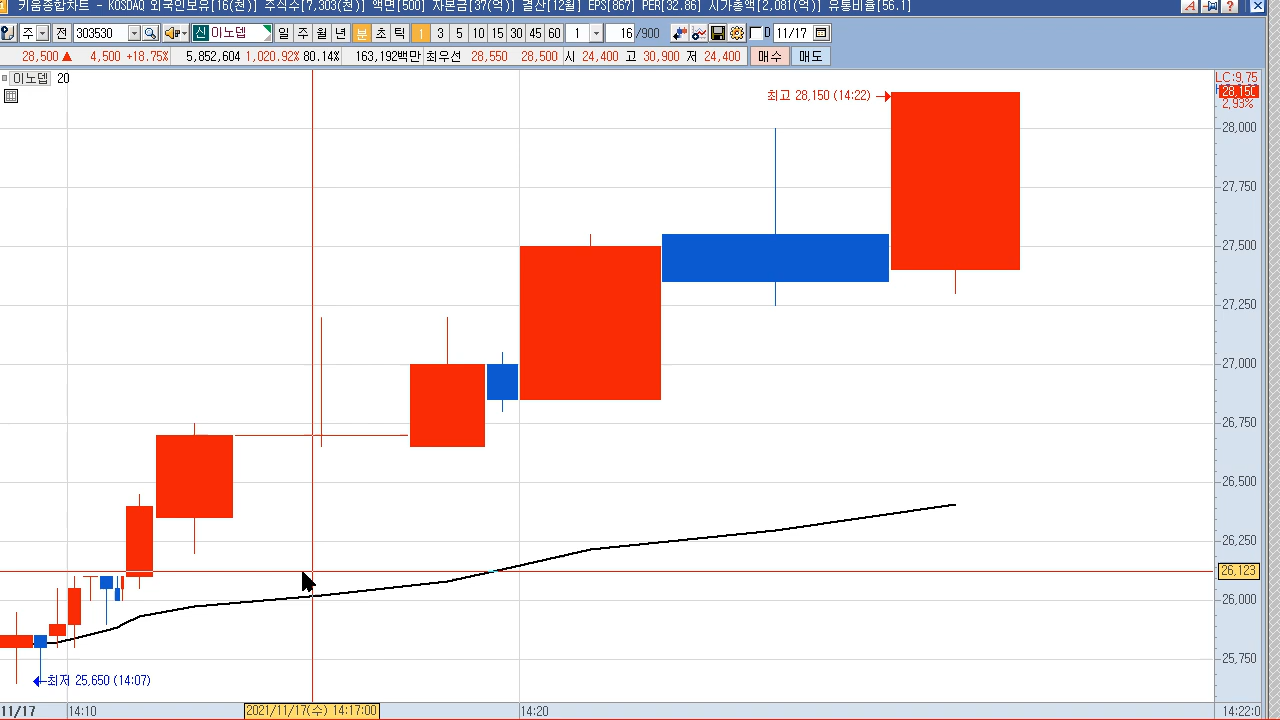 키움종합차트 - KOSDAQ 외국인보유[16(천)] 주식수[7,303(천)] 액면[500] 자본금[37(억)] 결산[12월] EPS[867] PER[32.86] 시가총액[2,081(억)] 유통비율[56.1]
주 전 303530 신 이노뎁 일 주 월 년 분 초 틱 1 3 5 10 15 30 45 60 1 16 /900 11/17
28,500 ▲ 4,500 +18.75% 5,852,604 1,020.92% 80.14% 163,192백만 최우선 28,550 28,500 시 24,400 고 30,900 저 24,400 매수 매도
이노뎁 20
LC:9,75
28,150
2,93%
최고 28,150 (14:22)
28,000
27,750
27,500
27,250
27,000
26,750
26,500
26,250
26,123
26,000
25,750
최저 25,650 (14:07)
11/17 14:10 2021/11/17(수) 14:17:00 14:20 14:22:0